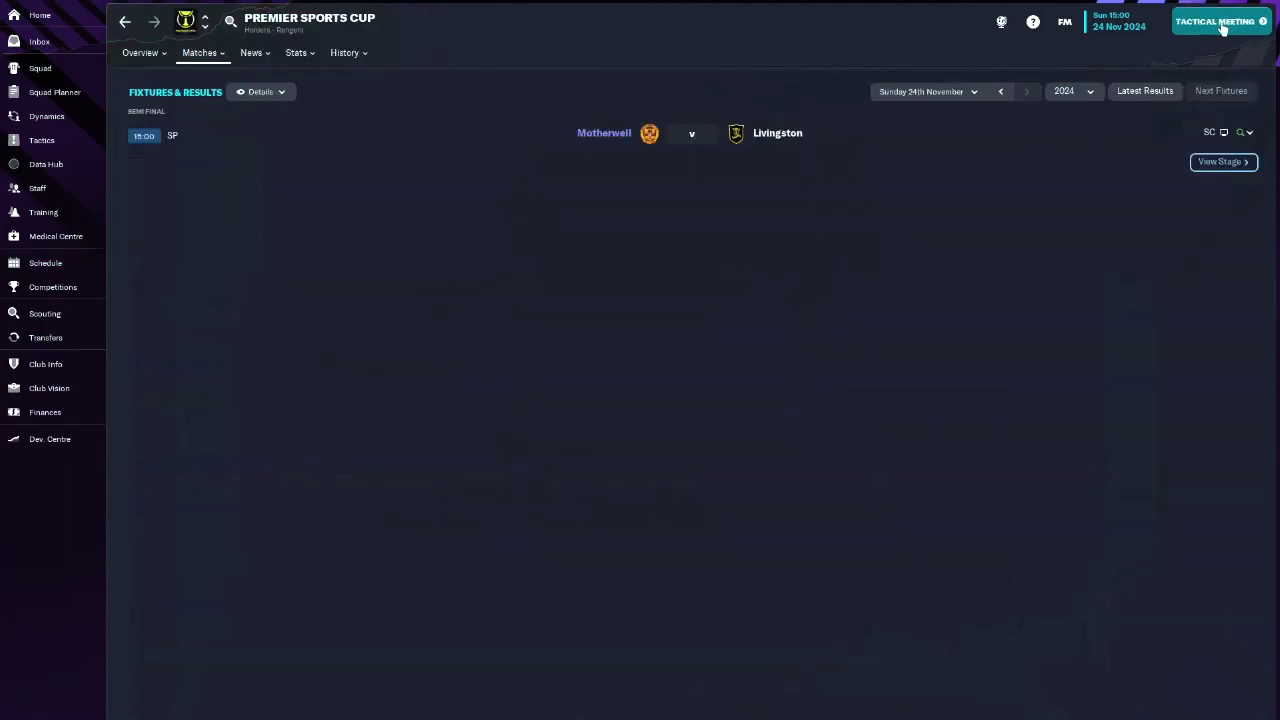 Home
PREMIER SPORTS CUP
Holders - Rangers
FM
Sun 15:00
24 Nov 2024
TACTICAL MEETING
Inbox
Overview
Matches
News
Stats
History
Squad
Squad Planner
FIXTURES & RESULTS
Details
Sunday 24th November
2024
Latest Results
Next Fixtures
SEMI FINAL
Dynamics
15:00 SP Motherwell v Livingston SC
Tactics
View Stage
Data Hub
Staff
Training
Medical Centre
Schedule
Competitions
Scouting
Transfers
Club Info
Club Vision
Finances
Dev. Centre